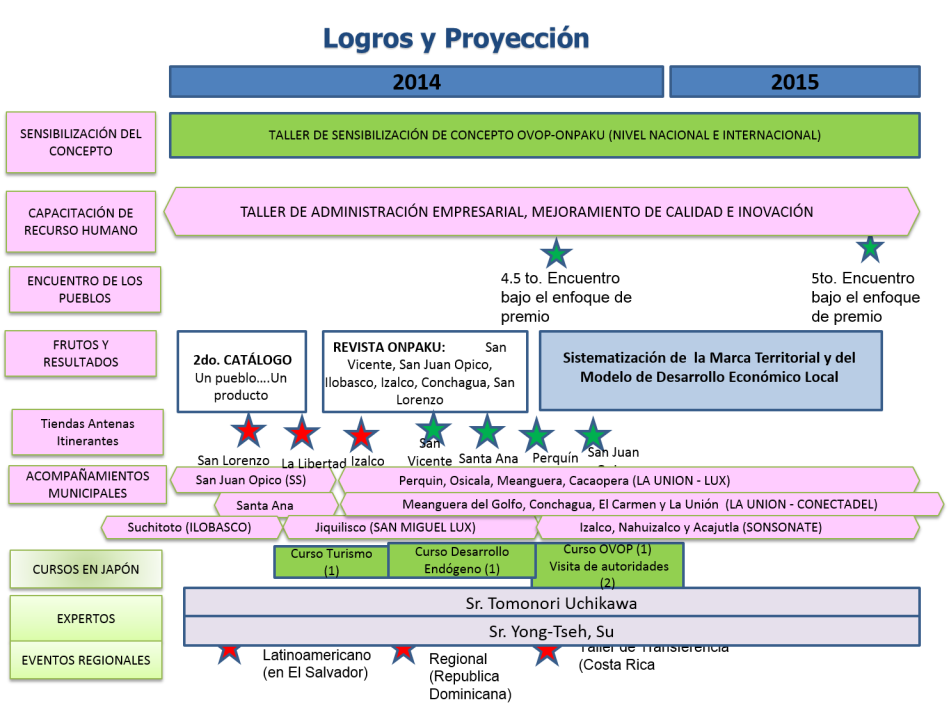 Logros y Proyección
2014
2015
SENSIBILIZACIÓN DEL
CONCEPTO
TALLER DE SENSIBILIZACIÓN DE CONCEPTO OVOP-ONPAKU (NIVEL NACIONAL E INTERNACIONAL)
CAPACITACIÓN DE
RECURSO HUMANO
TALLER DE ADMINISTRACIÓN EMPRESARIAL, MEJORAMIENTO DE CALIDAD E INOVACIÓN
ENCUENTRO DE LOS
PUEBLOS
4.5 to. Encuentro
bajo el enfoque de
premio
5to. Encuentro
bajo el enfoque
de premio
FRUTOS Y
RESULTADOS
2do. CATÁLOGO
Un pueblo....Un
producto
REVISTA ONPAKU: San
Vicente, San Juan Opico,
Ilobasco, Izalco, Conchagua, San
Lorenzo
Sistematización de la Marca Territorial y del
Modelo de Desarrollo Económico Local
Tiendas Antenas
Itinerantes
San Lorenzo
La Libertad
Izalco
San
Vicente
Santa Ana
Perquín
San Juan
ACOMPAÑAMIENTOS
MUNICIPALES
San Juan Opico (SS)
Perquin, Osicala, Meanguera, Cacaopera (LA UNION - LUX)
Santa Ana
Meanguera del Golfo, Conchagua, El Carmen y La Unión (LA UNION - CONECTADEL)
Suchitoto (ILOBASCO)
Jiquilisco (SAN MIGUEL LUX)
Izalco, Nahuizalco y Acajutla (SONSONATE)
CURSOS EN JAPÓN
Curso Turismo
(1)
Curso Desarrollo
Endógeno (1)
Curso OVOP (1)
Visita de autoridades
(2)
EXPERTOS
Sr. Tomonori Uchikawa
Sr. Yong-Tseh, Su
EVENTOS REGIONALES
Latinoamericano
(en El Salvador)
Regional
(Republica
Dominicana)
Taller de Transferencia
(Costa Rica